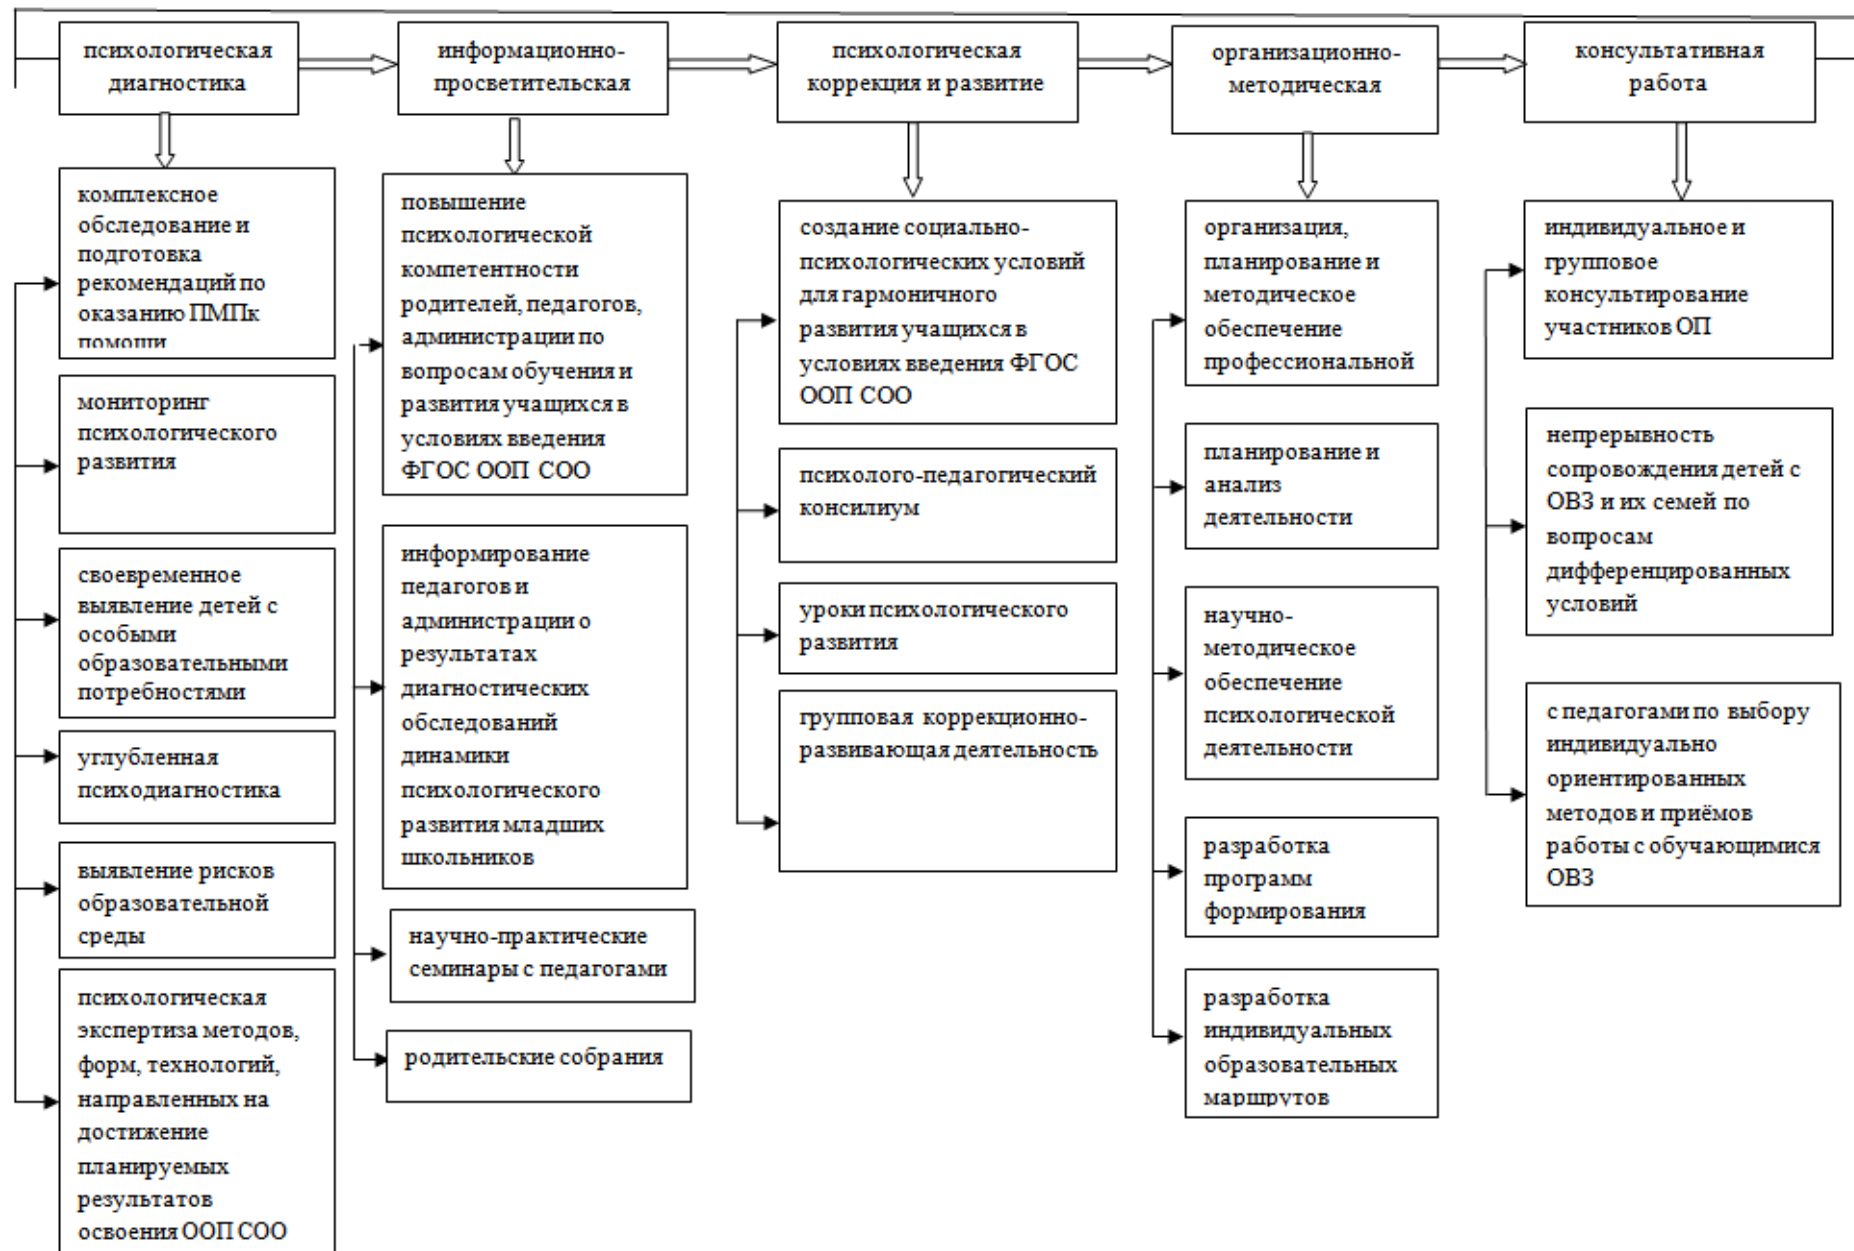 психологическая
диагностика
информационно-
просветительская
психологическая
коррекция и развитие
организационно-
методическая
консультативная
работа
комплексное
обследование и
подготовка
рекомендаций по
оказанию ПМПк
помощи
мониторинг
психологического
развития
своевременное
выявление детей с
особыми
образовательными
потребностями
углубленная
психодиагностика
выявление рисков
образовательной
среды
психологическая
экспертиза методов,
форм, технологий,
направленных на
достижение
планируемых
результатов
освоения ООП СОО
повышение
психологической
компетентности
родителей, педагогов,
администрации по
вопросам обучения и
развития учащихся в
условиях введения
ФГОС ООП СОО
информирование
педагогов и
администрации о
результатах
диагностических
обследований
динамики
психологического
развития младших
школьников
научно-практические
семинары с педагогами
родительские собрания
создание социально-
психологических условий
для гармоничного
развития учащихся в
условиях введения ФГОС
ООП СОО
психолого-педагогический
консилиум
уроки психологического
развития
групповая коррекционно-
развивающая деятельность
организация,
планирование и
методическое
обеспечение
профессиональной
планирование и
анализ
деятельности
научно-
методическое
обеспечение
психологической
деятельности
разработка
программ
формирования
разработка
индивидуальных
образовательных
маршрутов
индивидуальное и
групповое
консультирование
участников ОП
непрерывность
сопровождения детей с
ОВЗ и их семей по
вопросам
дифференцированных
условий
с педагогами по выбору
индивидуально
ориентированных
методов и приёмов
работы с обучающимися
ОВЗ